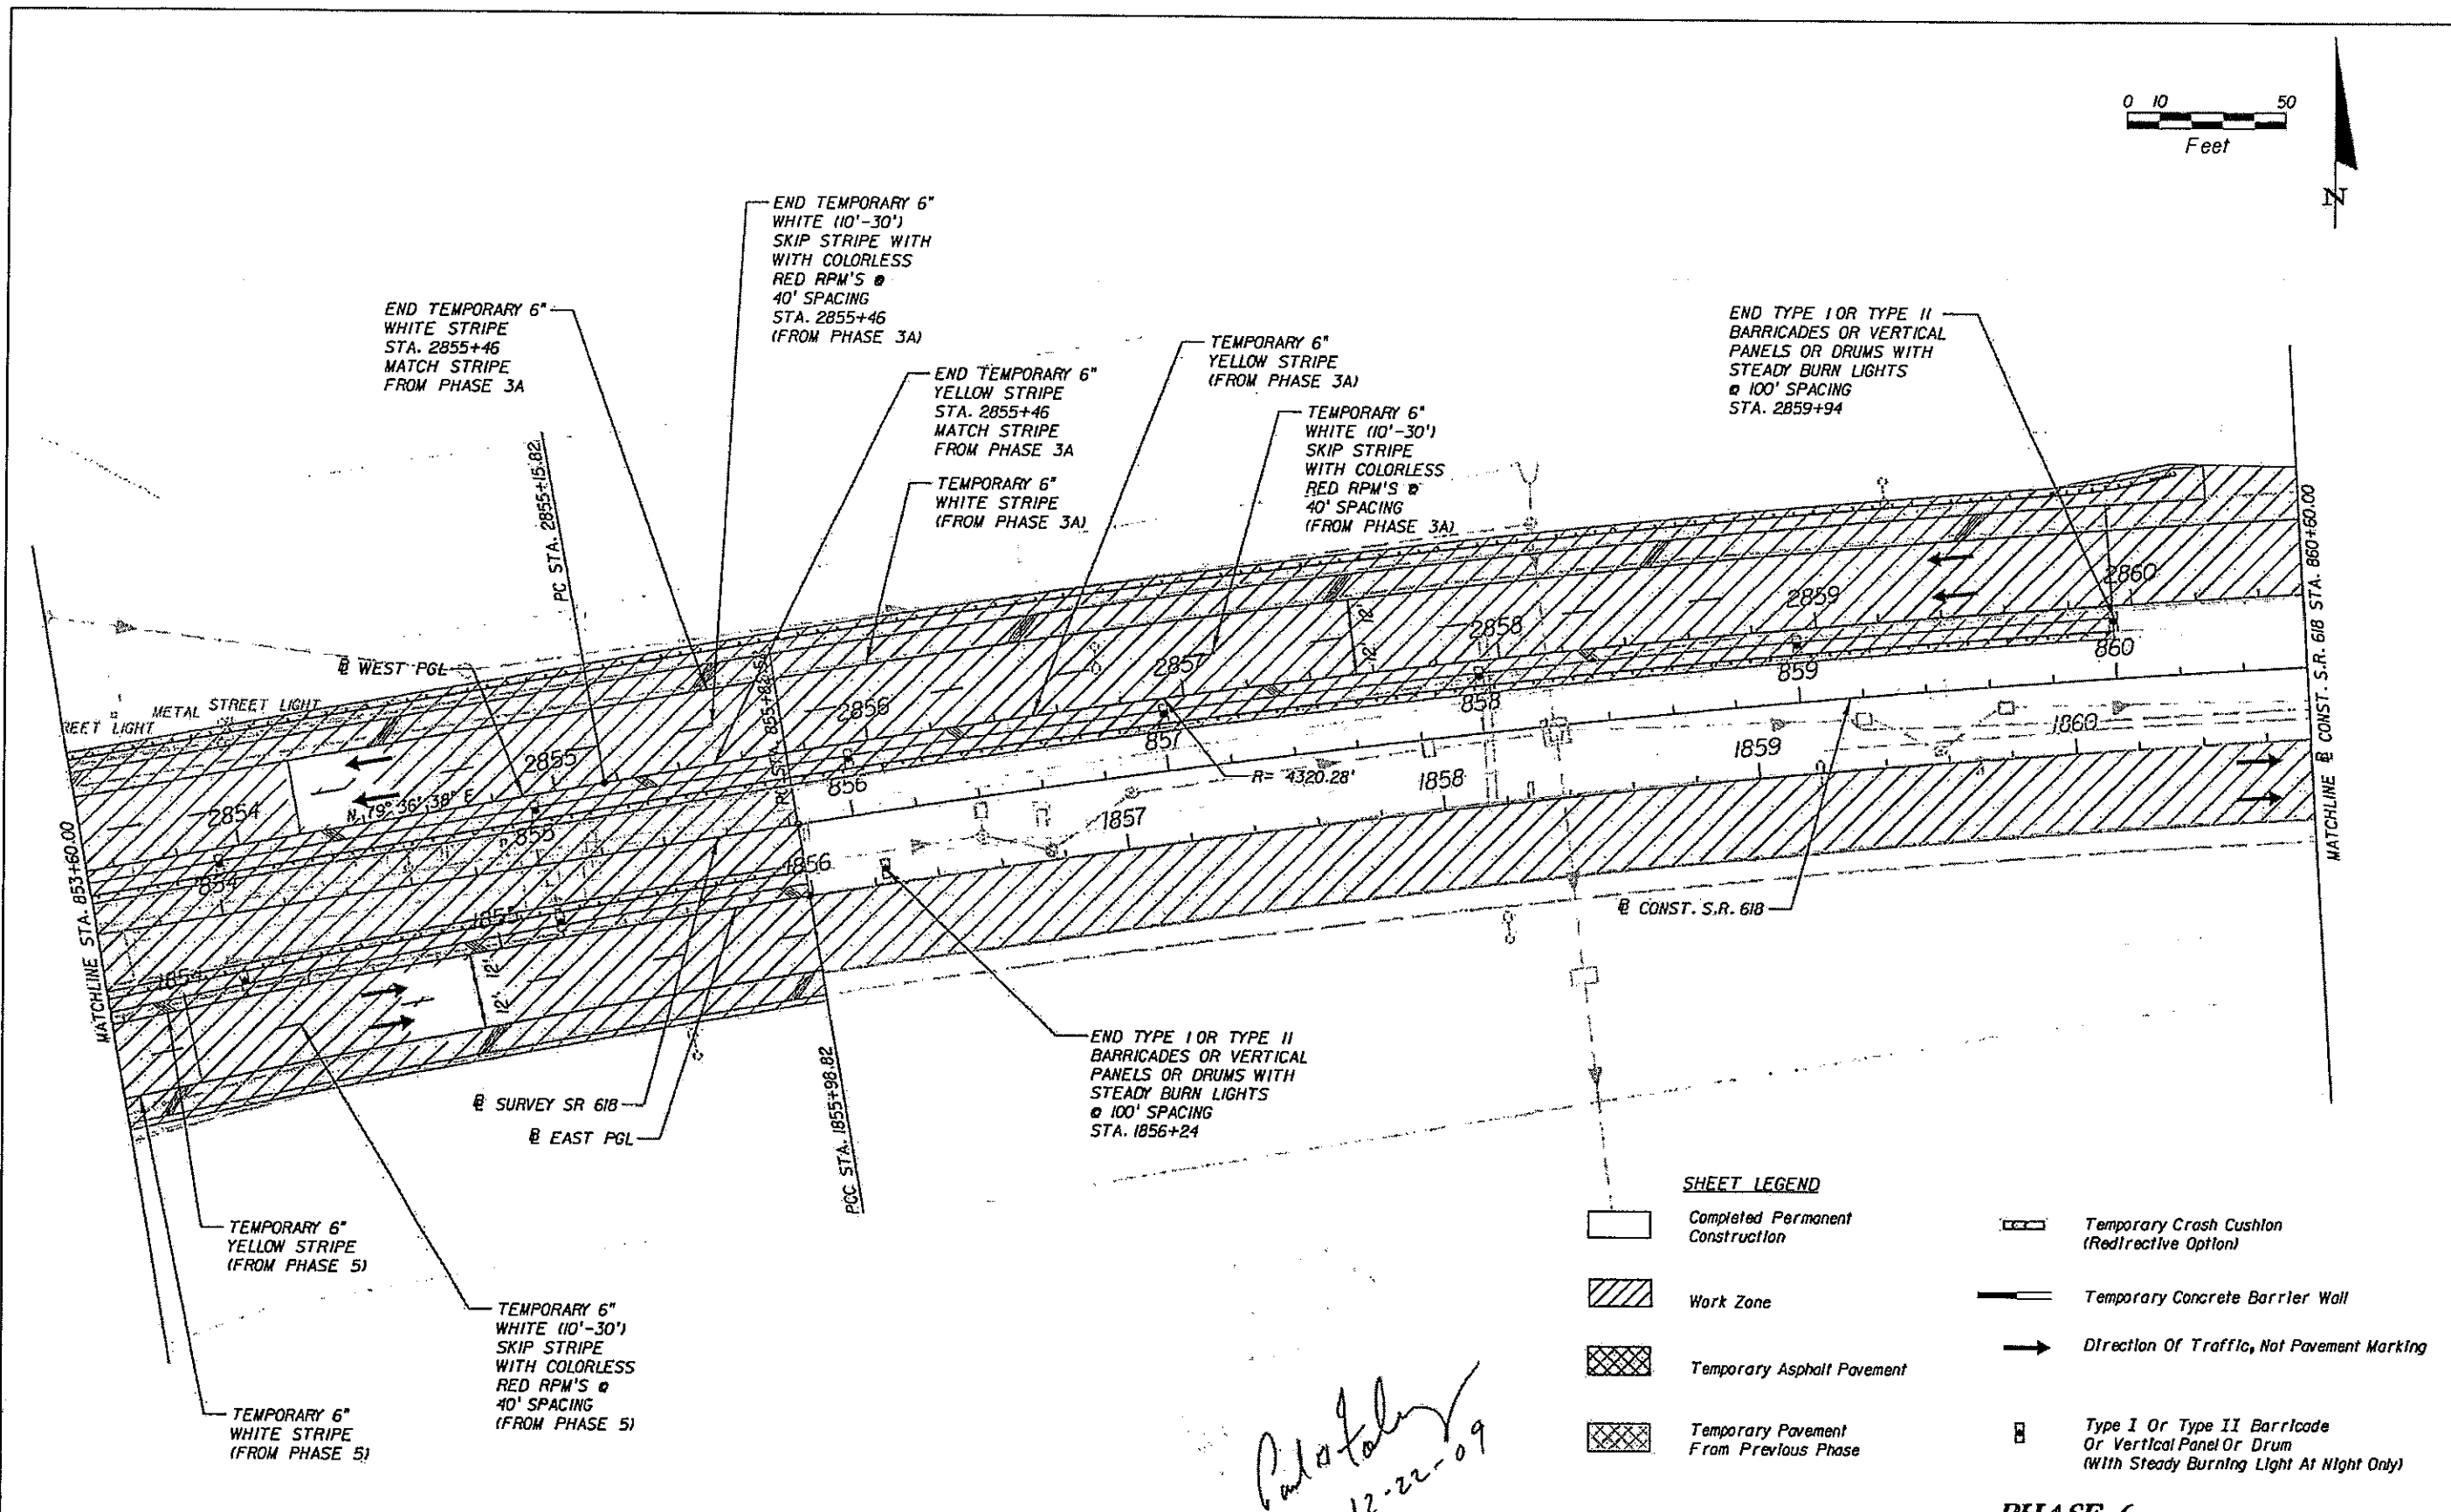 0 10 50
Feet
N
END TEMPORARY 6"
WHITE (10'-30')
SKIP STRIPE WITH
WITH COLORLESS
RED RPM'S @
40' SPACING
STA. 2855+46
(FROM PHASE 3A)
END TEMPORARY 6"
WHITE STRIPE
STA. 2855+46
MATCH STRIPE
FROM PHASE 3A
END TEMPORARY 6"
YELLOW STRIPE
STA. 2855+46
MATCH STRIPE
FROM PHASE 3A
TEMPORARY 6"
WHITE STRIPE
(FROM PHASE 3A)
TEMPORARY 6"
YELLOW STRIPE
(FROM PHASE 3A)
TEMPORARY 6"
WHITE (10'-30')
SKIP STRIPE
WITH COLORLESS
RED RPM'S @
40' SPACING
(FROM PHASE 3A)
END TYPE I OR TYPE II
BARRICADES OR VERTICAL
PANELS OR DRUMS WITH
STEADY BURN LIGHTS
@ 100' SPACING
STA. 2859+94
PC STA. 2855+15.82
℄ WEST PGL
METAL STREET LIGHT
REET LIGHT
N 79° 36' 38" E
2854
2855
2856
2857
2858
2859
2860
854
855
856
857
858
859
860
1854
1855
1856
1857
1858
1859
1860
12'
12'
12'
12'
R= 4320.28'
MATCHLINE STA. 853+60.00
MATCHLINE ℄ CONST. S.R. 618 STA. 860+60.00
℄ CONST. S.R. 618
℄ SURVEY SR 618
℄ EAST PGL
PCC STA. 1855+98.82
END TYPE I OR TYPE II
BARRICADES OR VERTICAL
PANELS OR DRUMS WITH
STEADY BURN LIGHTS
@ 100' SPACING
STA. 1856+24
TEMPORARY 6"
YELLOW STRIPE
(FROM PHASE 5)
TEMPORARY 6"
WHITE (10'-30')
SKIP STRIPE
WITH COLORLESS
RED RPM'S @
40' SPACING
(FROM PHASE 5)
TEMPORARY 6"
WHITE STRIPE
(FROM PHASE 5)
12-22-09
SHEET LEGEND
Completed Permanent
Construction
Work Zone
Temporary Asphalt Pavement
Temporary Pavement
From Previous Phase
Temporary Crash Cushion
(Redirective Option)
Temporary Concrete Barrier Wall
Direction Of Traffic, Not Pavement Marking
Type I Or Type II Barricade
Or Vertical Panel Or Drum
(With Steady Burning Light At Night Only)
PHASE 6